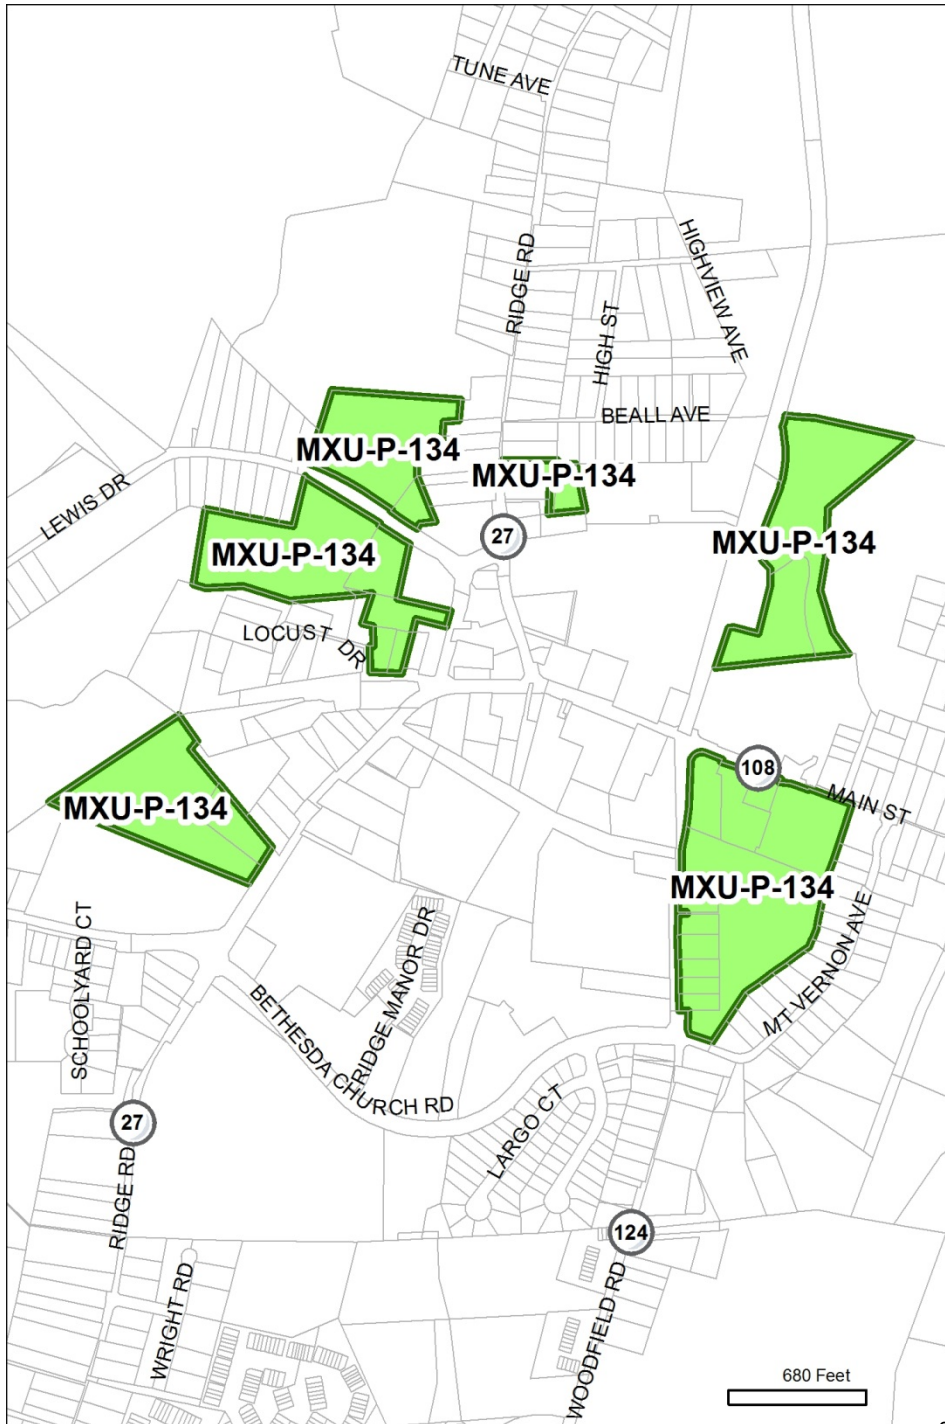 TUNE AVE
RIDGE RD
HIGHVIEW AVE
HIGH ST
BEALL AVE
MXU-P-134
MXU-P-134
LEWIS DR
27
MXU-P-134
MXU-P-134
LOCUST DR
108
MXU-P-134
MAIN ST
MXU-P-134
SCHOOLYARD CT
RIDGE MANOR DR
MT VERNON AVE
BETHESDA CHURCH RD
LARGO CT
27
RIDGE RD
124
WRIGHT RD
WOODFIELD RD
680 Feet